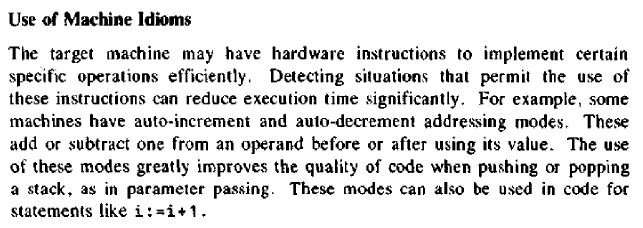 Use of Machine Idioms
The target machine may have hardware instructions to implement certain
specific operations efficiently. Detecting situations that permit the use of
these instructions can reduce execution time significantly. For example, some
machines have auto-increment and auto-decrement addressing modes. These
add or subtract one from an operand before or after using its value. The use
of these modes greatly improves the quality of code when pushing or popping
a stack, as in parameter passing. These modes can also be used in code for
statements like i:=i+1.